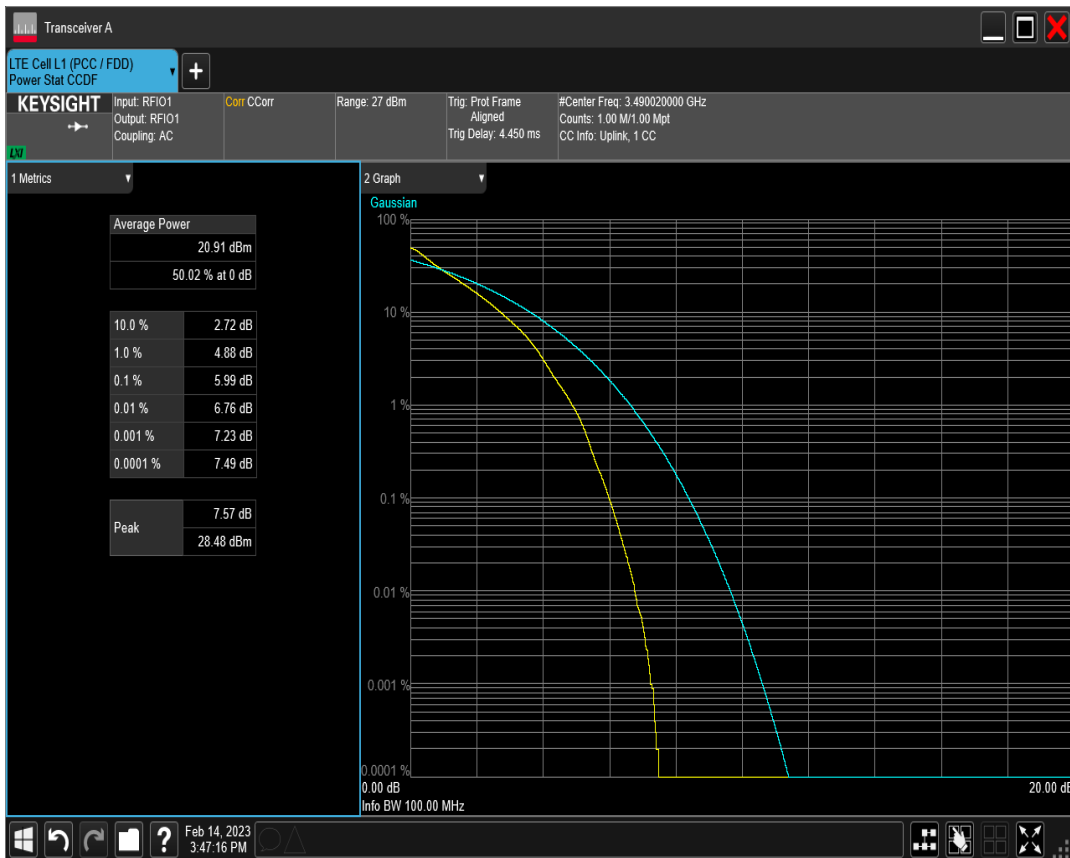 Transceiver A
LTE Cell L1 (PCC / FDD)
Power Stat CCDF
KEYSIGHT
LXI
Input: RFIO1
Output: RFIO1
Coupling: AC
Corr CCorr
Range: 27 dBm
Trig: Prot Frame
Aligned
Trig Delay: 4.450 ms
#Center Freq: 3.490020000 GHz
Counts: 1.00 M/1.00 Mpt
CC Info: Uplink, 1 CC
1 Metrics
Average Power
20.91 dBm
50.02 % at 0 dB
10.0 % 2.72 dB
1.0 % 4.88 dB
0.1 % 5.99 dB
0.01 % 6.76 dB
0.001 % 7.23 dB
0.0001 % 7.49 dB
Peak
7.57 dB
28.48 dBm
2 Graph
Gaussian
100 %
10 %
1 %
0.1 %
0.01 %
0.001 %
0.0001 %
0.00 dB 20.00 dB
Info BW 100.00 MHz
?
Feb 14, 2023
3:47:16 PM